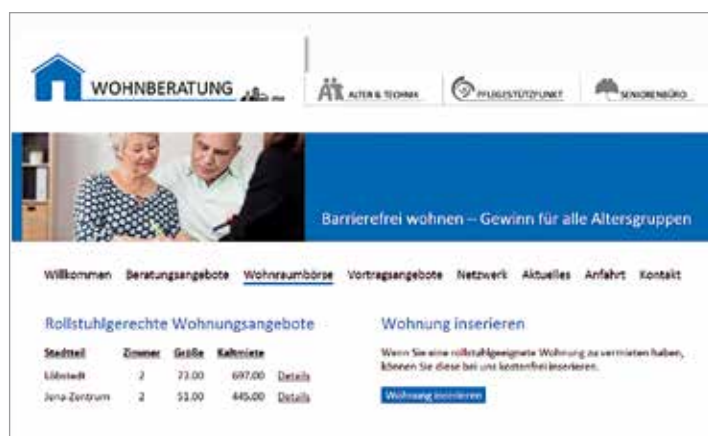 WOHNBERATUNG
ALTER & TECHNIK
PFLEGESTÜTZPUNKT
SENIORENBÜRO
Barrierefrei wohnen – Gewinn für alle Altersgruppen
Willkommen Beratungsangebote Wohnraumbörse Vortragsangebote Netzwerk Aktuelles Anfahrt Kontakt
Rollstuhlgerechte Wohnungsangebote
Stadtteil Zimmer Größe Kaltmiete
Löbstedt 2 73.00 697.00 Details
Jena-Zentrum 2 51.00 445.00 Details
Wohnung inserieren
Wenn Sie eine rollstuhlgeeignete Wohnung zu vermieten haben,
können Sie diese bei uns kostenfrei inserieren.
Wohnung inserieren